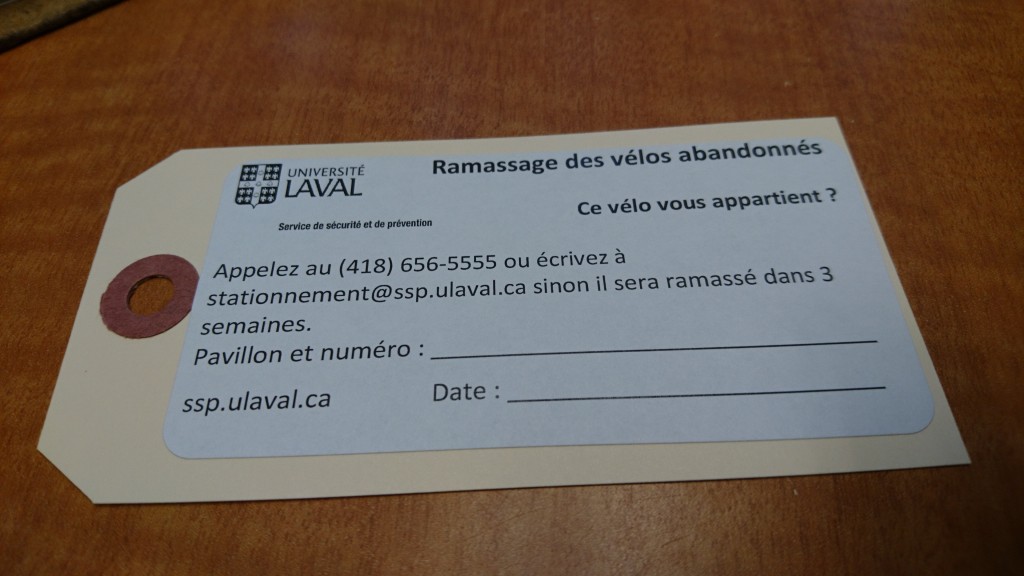 UNIVERSITÉ
LAVAL
Ramassage des vélos abandonnés
Service de sécurité et de prévention
Ce vélo vous appartient ?
Appelez au (418) 656-5555 ou écrivez à
stationnement@ssp.ulaval.ca sinon il sera ramassé dans 3
semaines.
Pavillon et numéro :
ssp.ulaval.ca
Date :